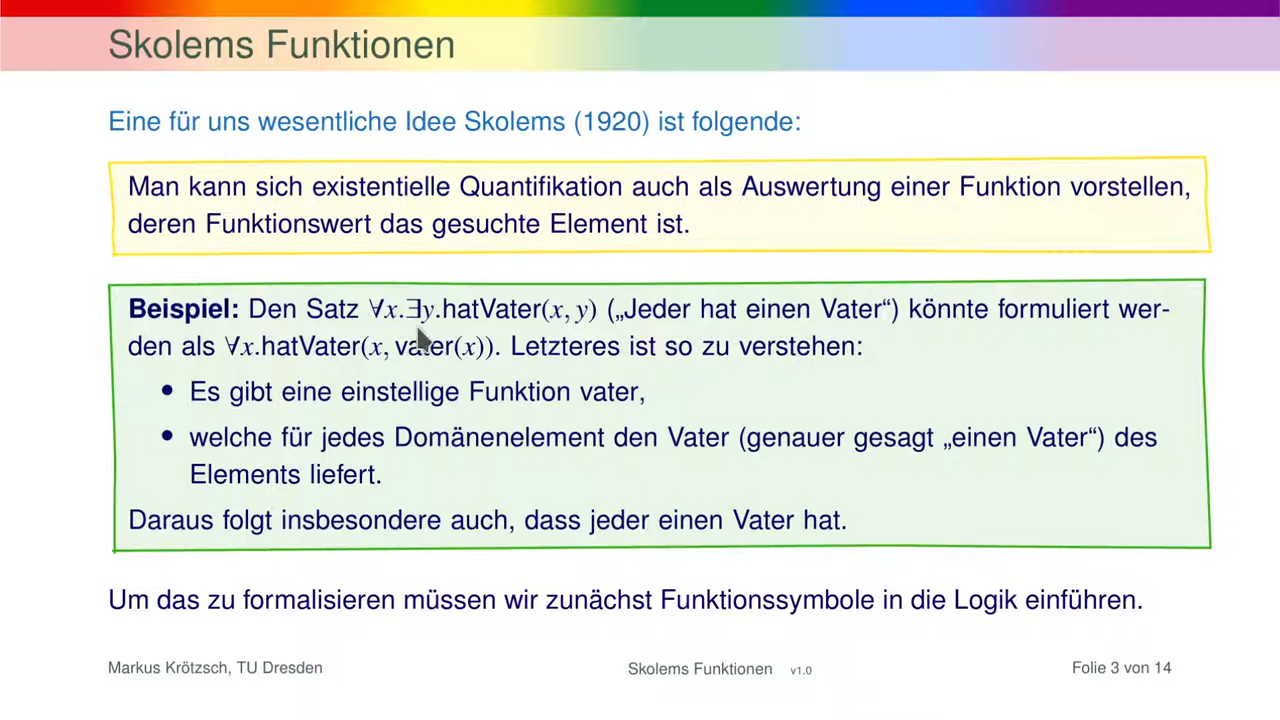 Skolems Funktionen
Eine für uns wesentliche Idee Skolems (1920) ist folgende:
Man kann sich existentielle Quantifikation auch als Auswertung einer Funktion vorstellen,
deren Funktionswert das gesuchte Element ist.
Beispiel: Den Satz ∀x.∃y.hatVater(x, y) („Jeder hat einen Vater“) könnte formuliert wer-
den als ∀x.hatVater(x, vater(x)). Letzteres ist so zu verstehen:
• Es gibt eine einstellige Funktion vater,
• welche für jedes Domänenelement den Vater (genauer gesagt „einen Vater“) des
Elements liefert.
Daraus folgt insbesondere auch, dass jeder einen Vater hat.
Um das zu formalisieren müssen wir zunächst Funktionssymbole in die Logik einführen.
Markus Krötzsch, TU Dresden Skolems Funktionen v1.0 Folie 3 von 14